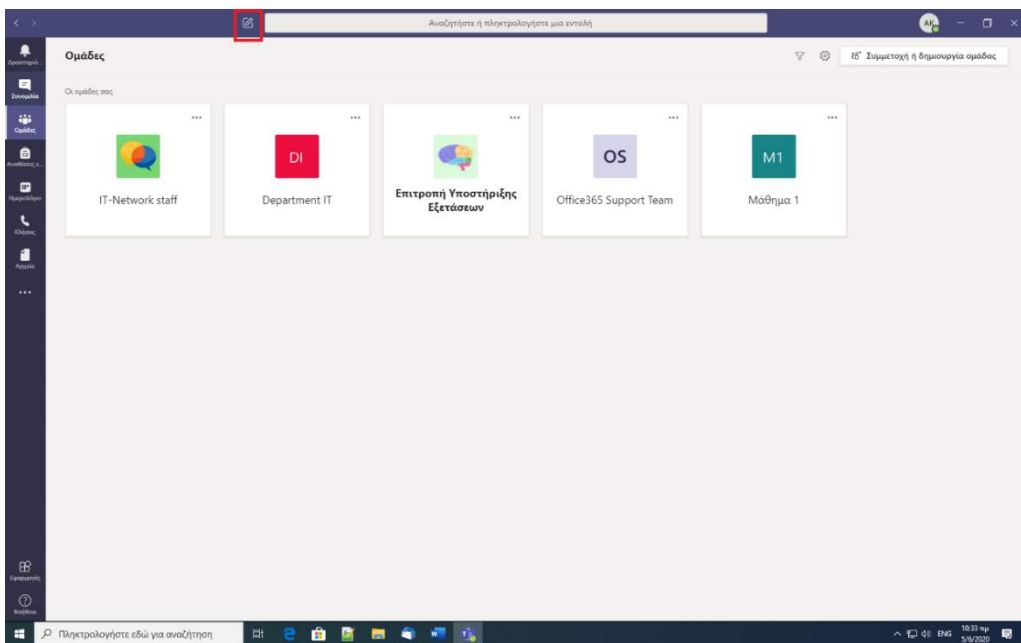 Αναζητήστε ή πληκτρολογήστε μια εντολή
AK
Ομάδες
Συμμετοχή ή δημιουργία ομάδας
Συνομιλία
Ομάδες
Ημερολόγιο
Κλήσεις
Αρχεία
Οι ομάδες σας
IT-Network staff
DI
Department IT
Επιτροπή Υποστήριξης
Εξετάσεων
OS
Office365 Support Team
M1
Μάθημα 1
Εφαρμογές
Βοήθεια
Πληκτρολογήστε εδώ για αναζήτηση
ENG
10:33 πμ
5/6/2020